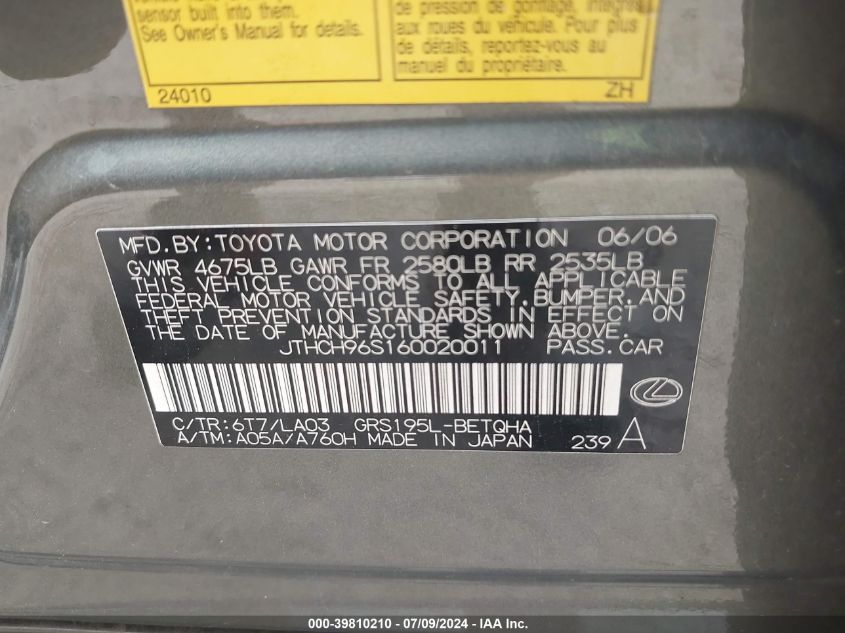 sensor built into them.
See Owner's Manual for details.
24010
de pression de gonflage, intégrés
aux roues du véhicule. Pour plus
de détails, reportez-vous au
manuel du propriétaire.
ZH
MFD.BY:TOYOTA MOTOR CORPORATION 06/06
GVWR 4675LB GAWR FR 2580LB RR 2535LB
THIS VEHICLE CONFORMS TO ALL APPLICABLE
FEDERAL MOTOR VEHICLE SAFETY,BUMPER,AND
THEFT PREVENTION STANDARDS IN EFFECT ON
THE DATE OF MANUFACTURE SHOWN ABOVE.
JTHCH96S160020011 PASS.CAR
C/TR:6T7/LA03 GRS195L-BETQHA
A/TM:A05A/A760H MADE IN JAPAN 239 A
000-39810210 - 07/09/2024 - IAA Inc.